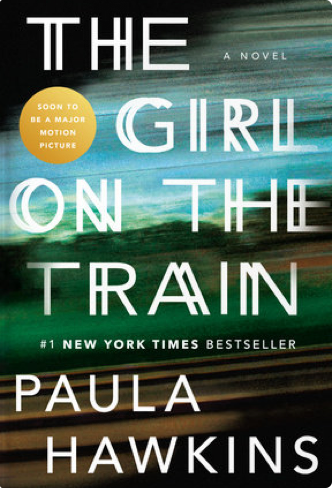 THE
A NOVEL
SOON TO
BE A MAJOR
MOTION
PICTURE
GIRL
ON THE
TRAIN
#1 NEW YORK TIMES BESTSELLER
PAULA
HAWKINS